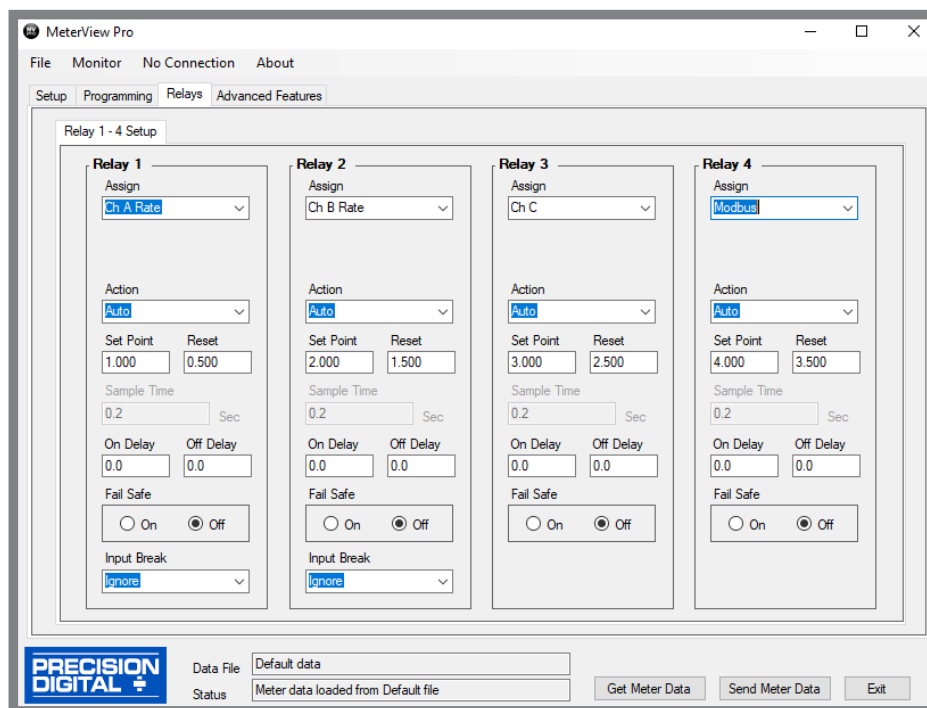 MeterView Pro
File Monitor No Connection About
Setup Programming Relays Advanced Features
Relay 1 - 4 Setup
Relay 1
Assign
Ch A Rate
Action
Auto
Set Point Reset
1.000 0.500
Sample Time
0.2 Sec
On Delay Off Delay
0.0 0.0
Fail Safe
On Off
Input Break
Ignore
Relay 2
Assign
Ch B Rate
Action
Auto
Set Point Reset
2.000 1.500
Sample Time
0.2 Sec
On Delay Off Delay
0.0 0.0
Fail Safe
On Off
Input Break
Ignore
Relay 3
Assign
Ch C
Action
Auto
Set Point Reset
3.000 2.500
Sample Time
0.2 Sec
On Delay Off Delay
0.0 0.0
Fail Safe
On Off
Relay 4
Assign
Modbus
Action
Auto
Set Point Reset
4.000 3.500
Sample Time
0.2 Sec
On Delay Off Delay
0.0 0.0
Fail Safe
On Off
PRECISION
DIGITAL
Data File Default data
Status Meter data loaded from Default file
Get Meter Data Send Meter Data Exit